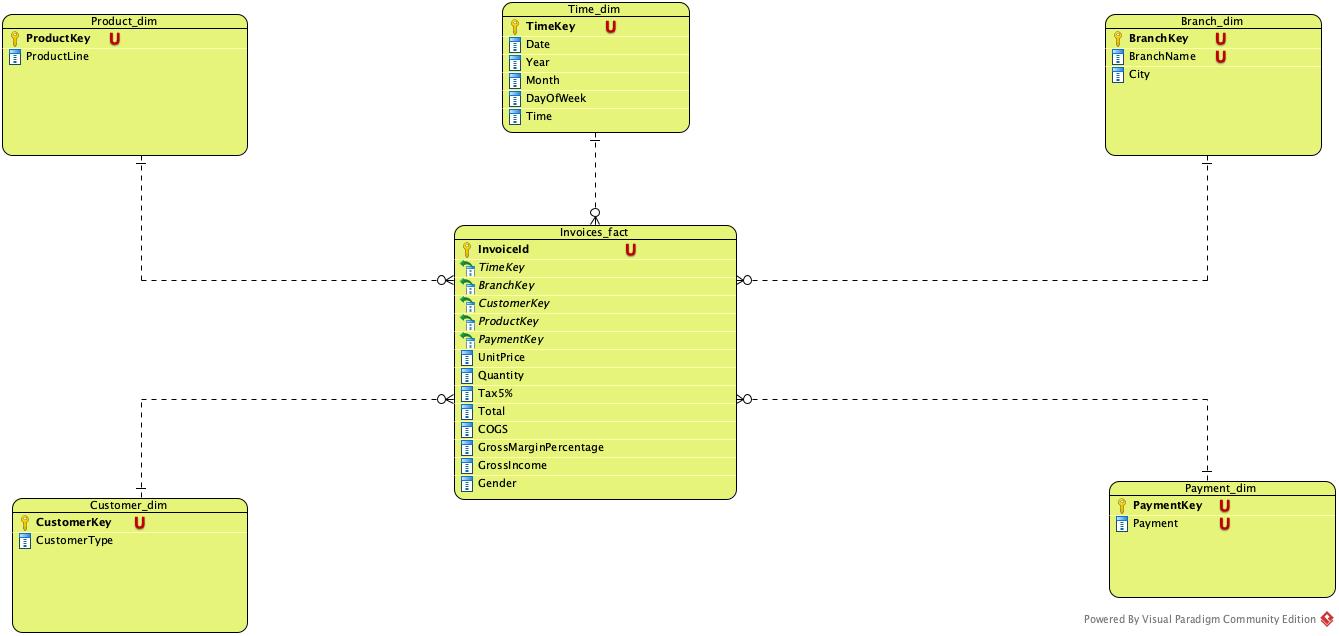 Product_dim
ProductKey U
ProductLine
Time_dim
TimeKey U
Date
Year
Month
DayOfWeek
Time
Branch_dim
BranchKey U
BranchName U
City
Invoices_fact
InvoiceId U
TimeKey
BranchKey
CustomerKey
ProductKey
PaymentKey
UnitPrice
Quantity
Tax5%
Total
COGS
GrossMarginPercentage
GrossIncome
Gender
Customer_dim
CustomerKey U
CustomerType
Payment_dim
PaymentKey U
Payment U
Powered By Visual Paradigm Community Edition